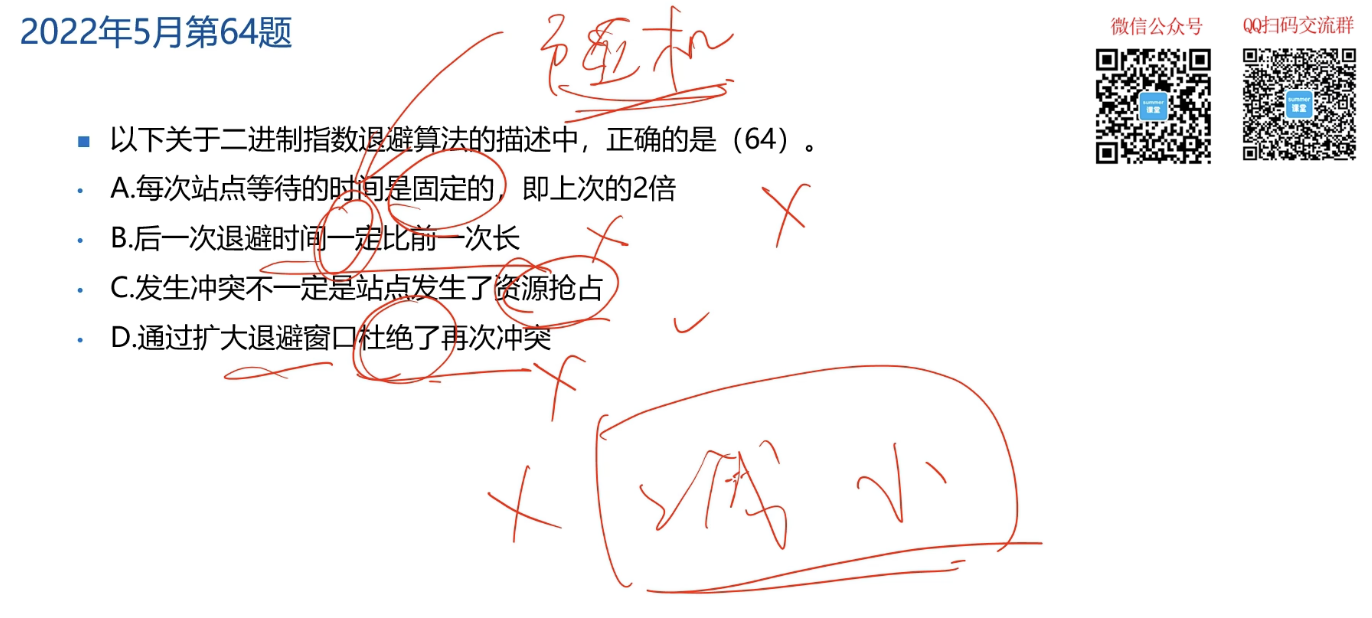 2022年5月第64题
微信公众号
QQ扫码交流群
随机
summer
课堂
summer
课堂
以下关于二进制指数退避算法的描述中，正确的是（64）。
A.每次站点等待的时间是固定的，即上次的2倍
B.后一次退避时间一定比前一次长
C.发生冲突不一定是站点发生了资源抢占
D.通过扩大退避窗口杜绝了再次冲突
减小